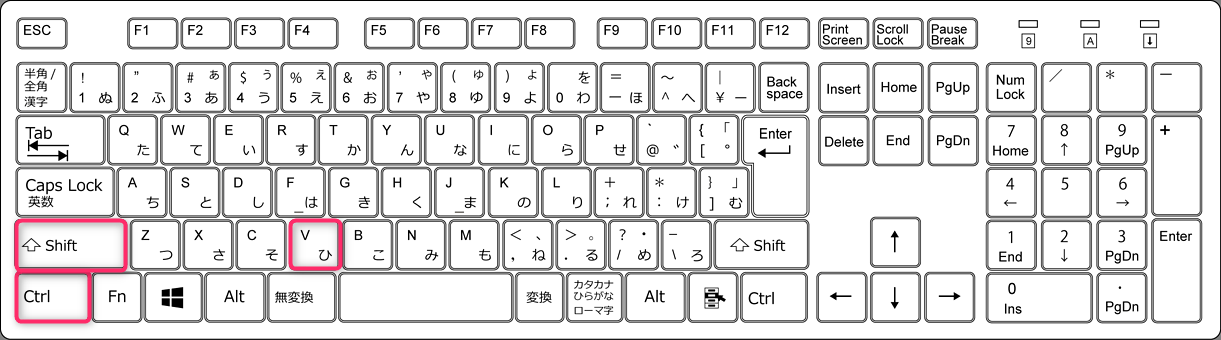 ESC F1 F2 F3 F4 F5 F6 F7 F8 F9 F10 F11 F12 Print Screen Scroll Lock Pause Break 9 A ↓
半角/全角 漢字 ! 1 ぬ " 2 ふ # ぁ 3 あ $ ぅ 4 う % ぇ 5 え & ぉ 6 お ' ゃ 7 や ( ゅ 8 ゆ ) ょ 9 よ を 0 わ = ー ほ ～ ^ へ | ¥ ー Back space Insert Home PgUp Num Lock ／ * ー
Tab Q た W て E い R す T か Y ん U な I に O ら P せ ` @ ゛ { 「 [ ゜ Enter Delete End PgDn 7 Home 8 ↑ 9 PgUp +
Caps Lock 英数 A ち S と D し F _は G き H く J _ま K の L り + ; れ * : け } 」 ] む 4 ← 5 6 →
Shift Z つ X さ C そ V ひ B こ N み M も < 、 , ね > 。 . る ? ・ / め _ \ ろ Shift ↑ 1 End 2 ↓ 3 PgDn Enter
Ctrl Fn Alt 無変換 変換 カタカナ ひらがな ローマ字 Alt Ctrl ← ↓ → 0 Ins . PgDn